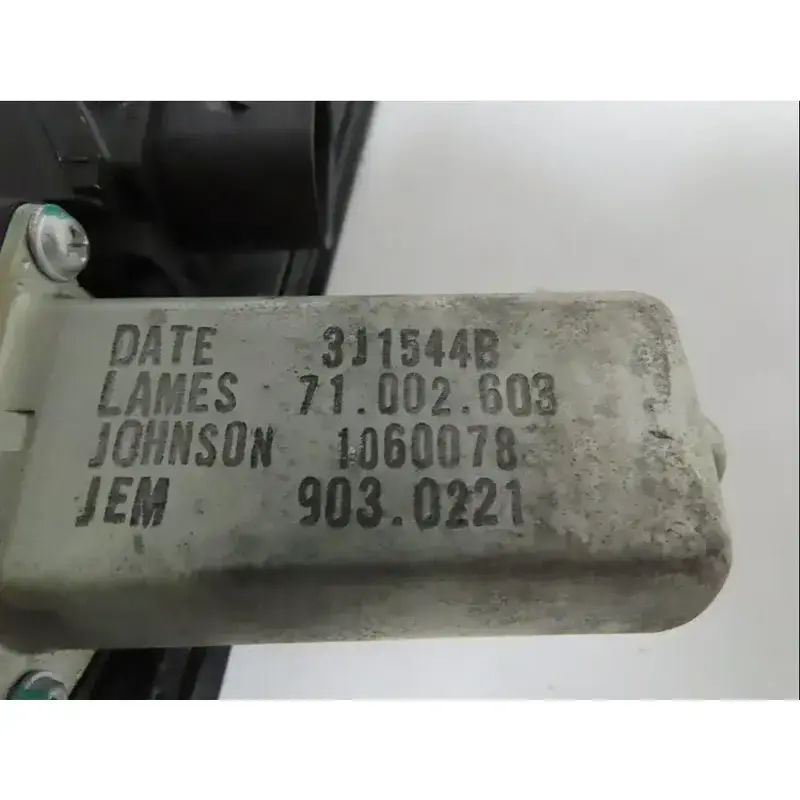 DATE 3J1544B
LAMES 71.002.603
JOHNSON 1060078
JEM 903.0221